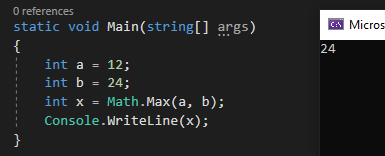 0 references
static void Main(string[] args)
{
    int a = 12;
    int b = 24;
    int x = Math.Max(a, b);
    Console.WriteLine(x);
}
Micros
24